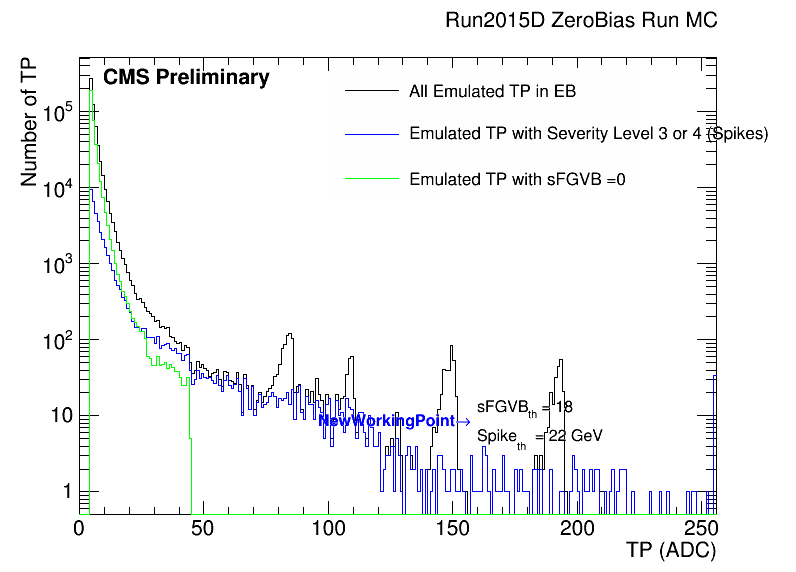 Run2015D ZeroBias Run MC
CMS Preliminary
Number of TP
All Emulated TP in EB
Emulated TP with Severity Level 3 or 4 (Spikes)
Emulated TP with sFGVB =0
10^5
10^4
10^3
10^2
10
1
NewWorkingPoint→
sFGVB_th = 18
Spike_th = 22 GeV
0 50 100 150 200 250
TP (ADC)